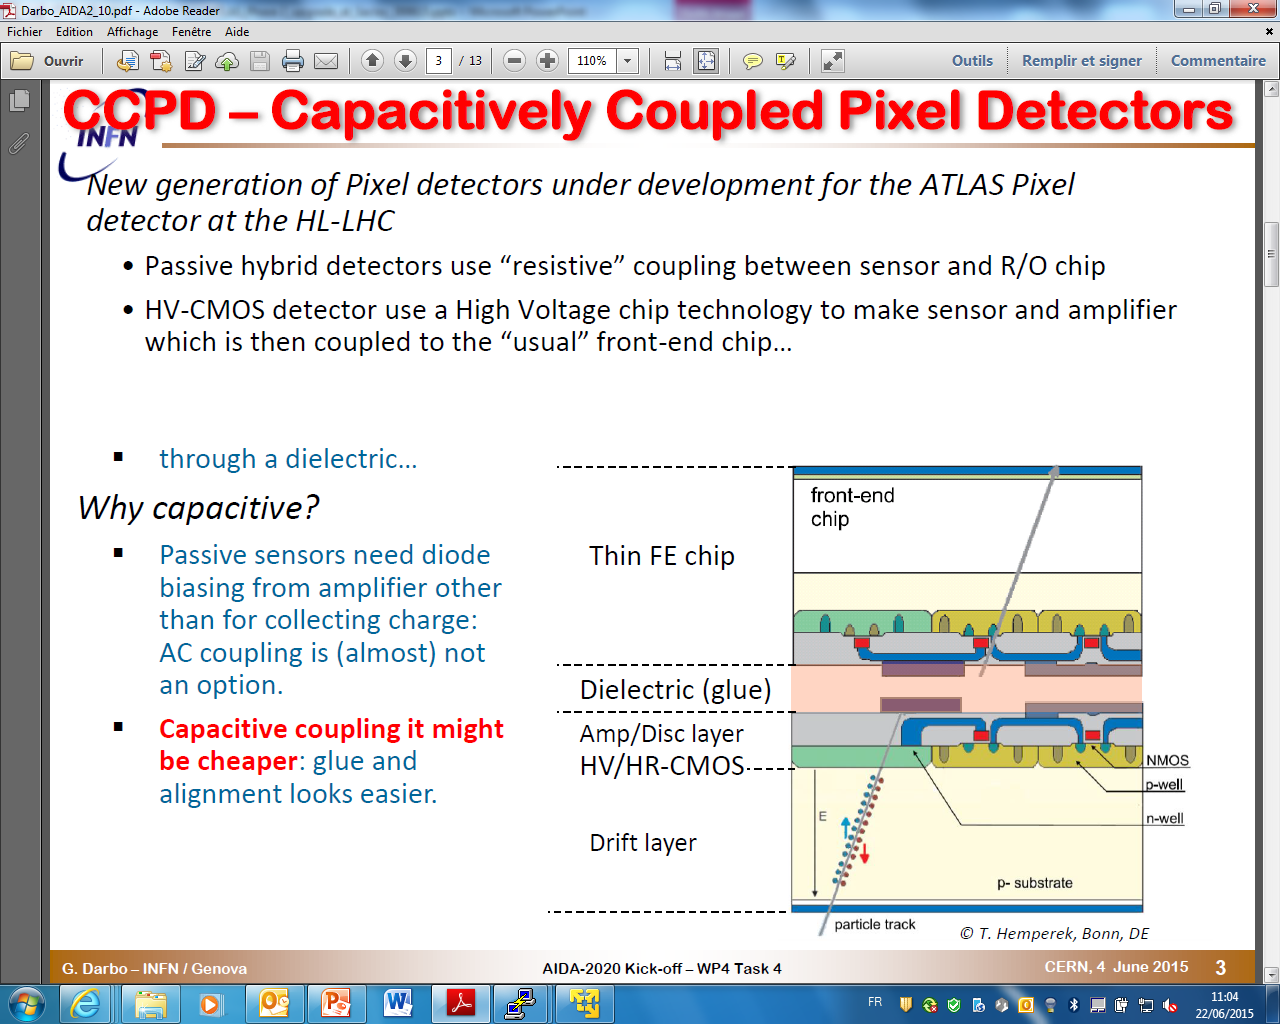 Darbo_AIDA2_10.pdf - Adobe Reader
Fichier Edition Affichage Fenêtre Aide
Ouvrir 3 / 13 110% Outils Remplir et signer Commentaire
CCPD – Capacitively Coupled Pixel Detectors
INFN
New generation of Pixel detectors under development for the ATLAS Pixel
detector at the HL-LHC
• Passive hybrid detectors use “resistive” coupling between sensor and R/O chip
• HV-CMOS detector use a High Voltage chip technology to make sensor and amplifier
which is then coupled to the “usual” front-end chip...
▪ through a dielectric...
Why capacitive?
▪ Passive sensors need diode
biasing from amplifier other
than for collecting charge:
AC coupling is (almost) not
an option.
▪ Capacitive coupling it might
be cheaper: glue and
alignment looks easier.
front-end
chip
Thin FE chip
Dielectric (glue)
Amp/Disc layer
HV/HR-CMOS
NMOS
p-well
n-well
E
Drift layer
p- substrate
particle track
© T. Hemperek, Bonn, DE
G. Darbo – INFN / Genova AIDA-2020 Kick-off – WP4 Task 4 CERN, 4 June 2015 3
FR
11:04
22/06/2015